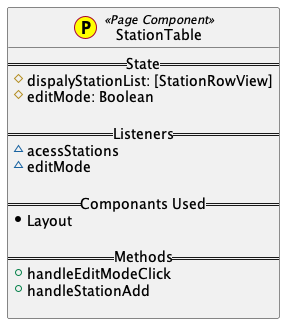 P
«Page Component»
StationTable
State
dispalyStationList: [StationRowView]
editMode: Boolean
Listeners
acessStations
editMode
Componants Used
Layout
Methods
handleEditModeClick
handleStationAdd